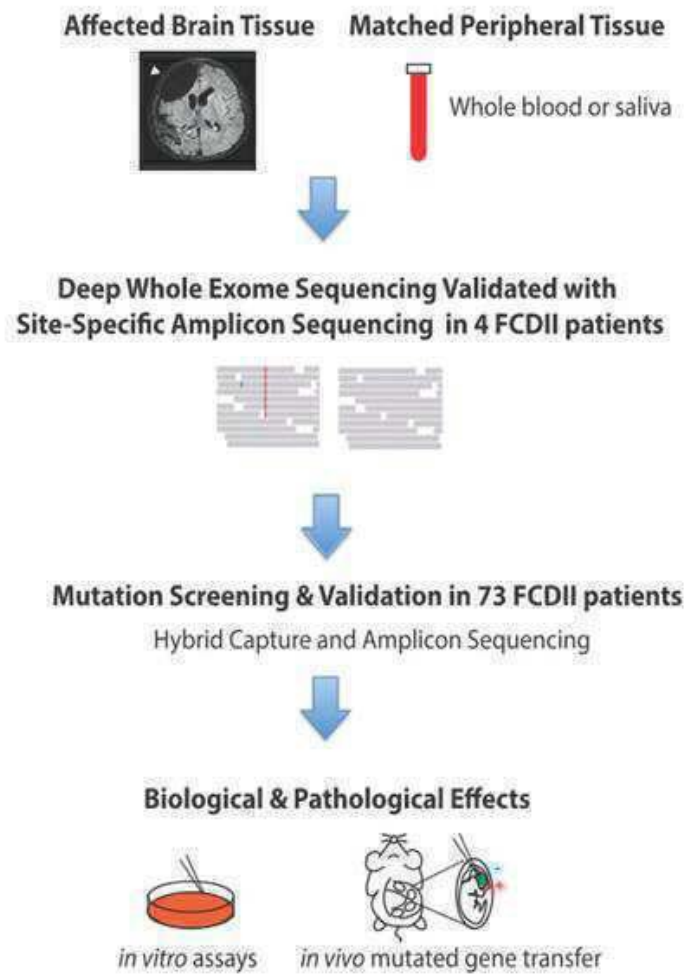 Affected Brain Tissue
Matched Peripheral Tissue
Whole blood or saliva
Deep Whole Exome Sequencing Validated with
Site-Specific Amplicon Sequencing in 4 FCDII patients
Mutation Screening & Validation in 73 FCDII patients
Hybrid Capture and Amplicon Sequencing
Biological & Pathological Effects
in vitro assays
in vivo mutated gene transfer